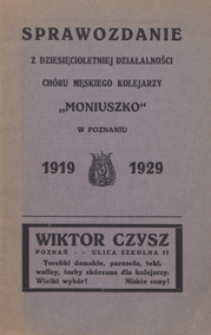 SPRAWOZDANIE
Z DZIESIĘCIOLETNIEJ DZIAŁALNOŚCI
CHÓRU MĘSKIEGO KOLEJARZY
„MONIUSZKO"
W POZNANIU
1919 1929
WIKTOR CZYSZ
POZNAŃ - - ULICA SZKOLNA 11
Torebki damskie, parasole, teki,
walizy, torby skórzane dla kolejarzy.
Wielki wybór! Niskie ceny!